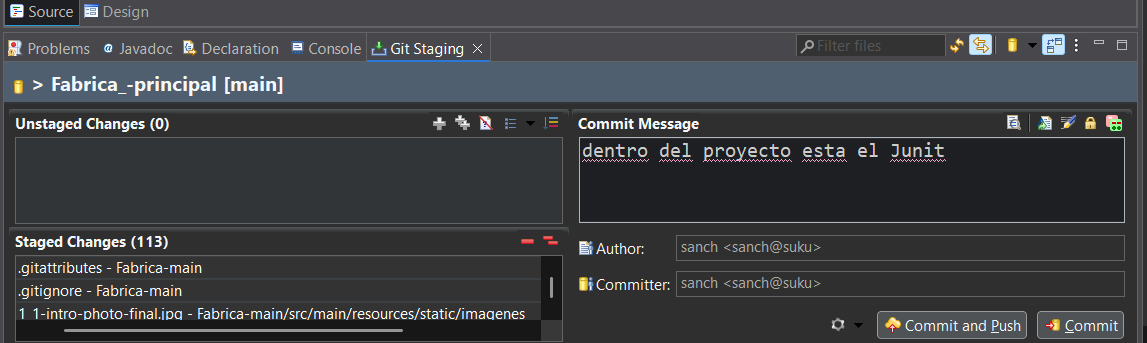 Source Design
Problems @ Javadoc Declaration Console Git Staging
Filter files
> Fabrica_-principal [main]
Unstaged Changes (0)
Commit Message
dentro del proyecto esta el Junit
Staged Changes (113)
.gitattributes - Fabrica-main
.gitignore - Fabrica-main
1_1-intro-photo-final.jpg - Fabrica-main/src/main/resources/static/imagenes
Author: sanch <sanch@suku>
Committer: sanch <sanch@suku>
Commit and Push Commit